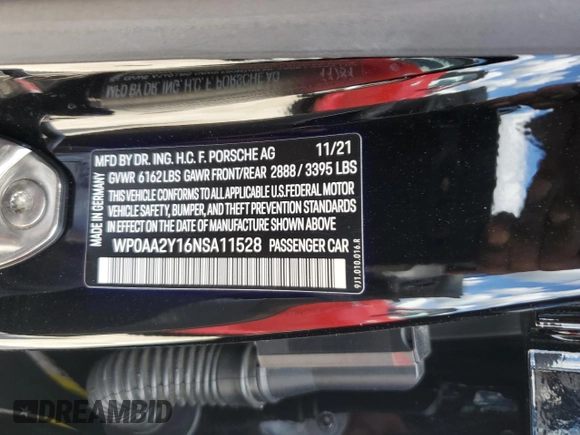 MFD BY DR. ING. H.C. F. PORSCHE AG 11/21
GVWR 6162 LBS GAWR FRONT/REAR 2888/3395 LBS
THIS VEHICLE CONFORMS TO ALL APPLICABLE U.S. FEDERAL MOTOR
VEHICLE SAFETY, BUMPER, AND THEFT PREVENTION STANDARDS
IN EFFECT ON THE DATE OF MANUFACTURE SHOWN ABOVE.
WP0AA2Y16NSA11528 PASSENGER CAR
MADE IN GERMANY
9J1.010.016.R
DREAMBID